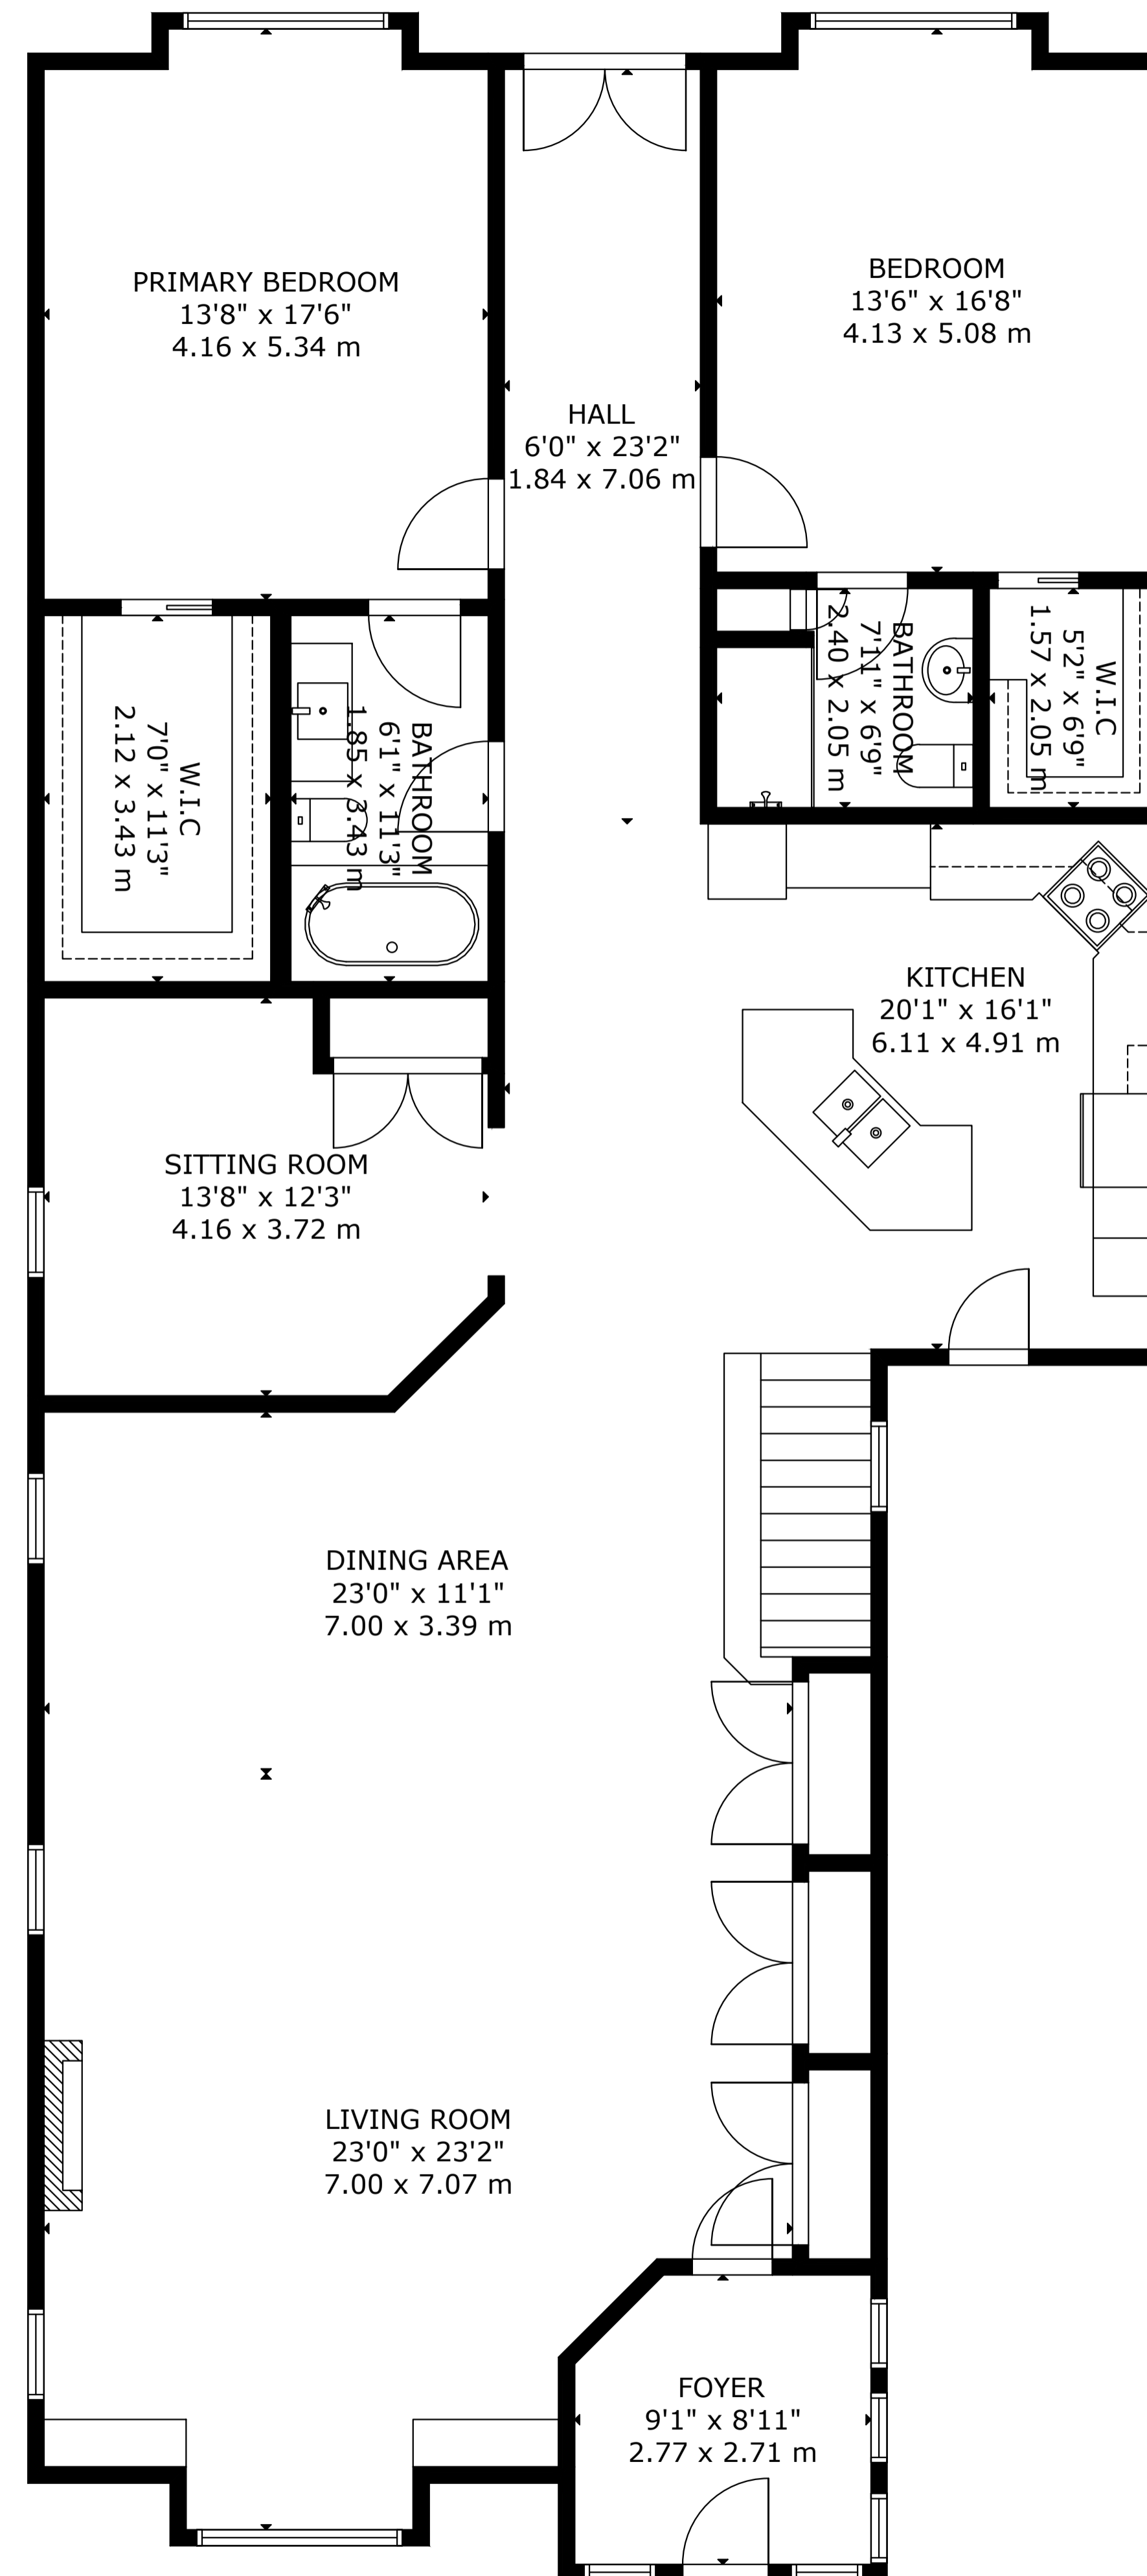 PRIMARY BEDROOM
13'8" x 17'6"
4.16 x 5.34 m
BEDROOM
13'6" x 16'8"
4.13 x 5.08 m
HALL
6'0" x 23'2"
1.84 x 7.06 m
W.I.C
7'0" x 11'3"
2.12 x 3.43 m
BATHROOM
6'1" x 11'3"
1.85 x 3.43 m
BATHROOM
7'11" x 6'9"
2.40 x 2.05 m
W.I.C
5'2" x 6'9"
1.57 x 2.05 m
KITCHEN
20'1" x 16'1"
6.11 x 4.91 m
SITTING ROOM
13'8" x 12'3"
4.16 x 3.72 m
DINING AREA
23'0" x 11'1"
7.00 x 3.39 m
LIVING ROOM
23'0" x 23'2"
7.00 x 7.07 m
FOYER
9'1" x 8'11"
2.77 x 2.71 m